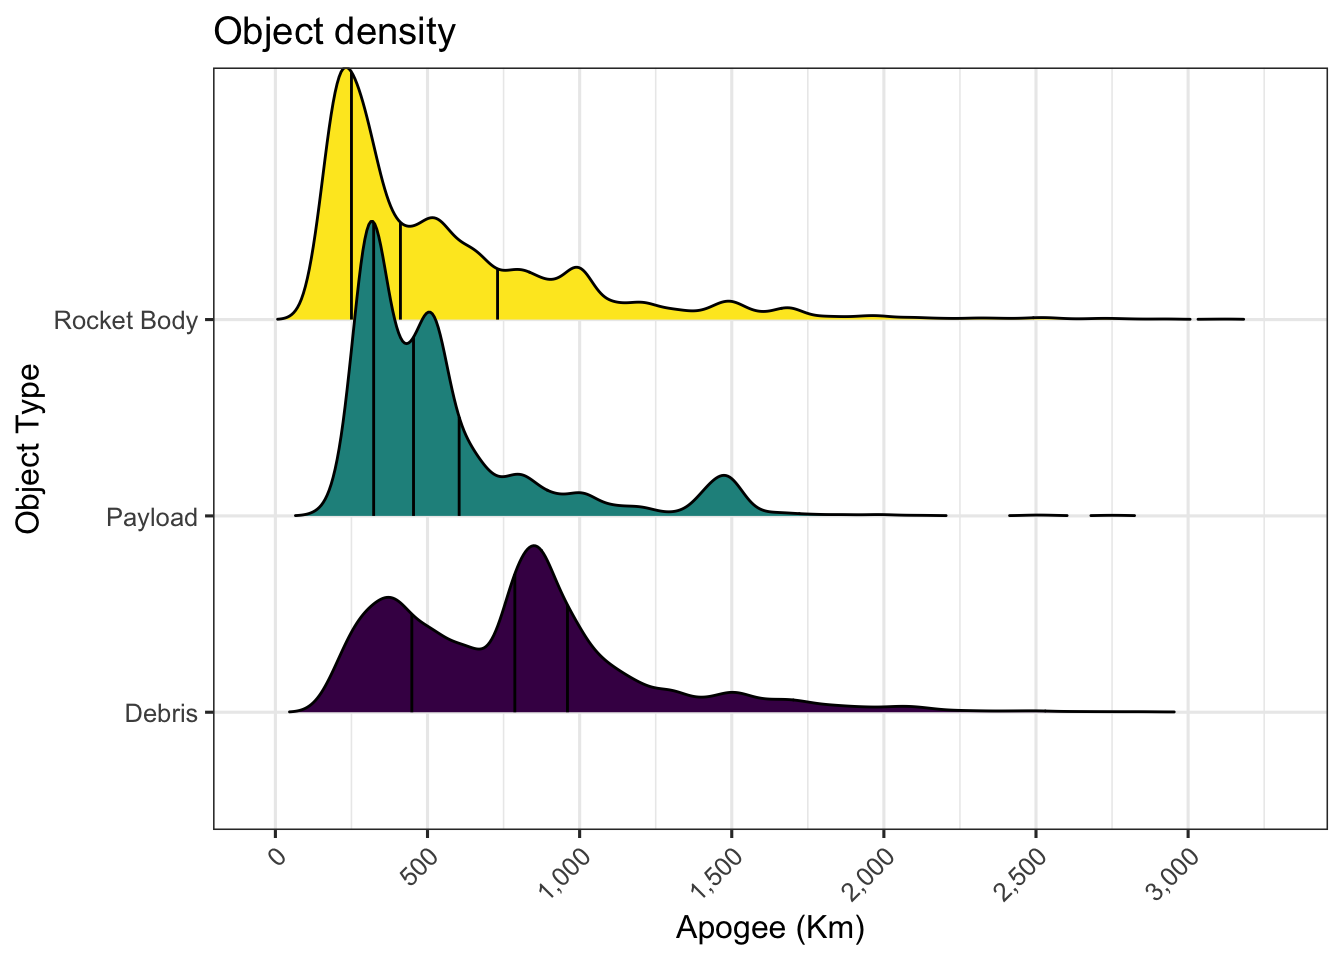 Object density
Object Type
Rocket Body
Payload
Debris
0
500
1,000
1,500
2,000
2,500
3,000
Apogee (Km)